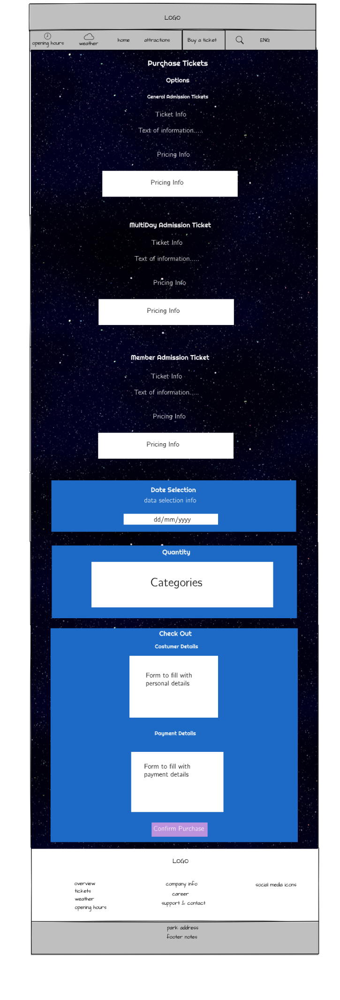 LOGO
opening hours
weather
home
attractions
Buy a ticket
ENG
Purchase Tickets
Options
General Admission Tickets
Ticket Info
Text of information.....
Pricing Info
Pricing Info
MultiDay Admission Ticket
Ticket Info
Text of information.....
Pricing Info
Pricing Info
Member Admission Ticket
Ticket Info
Text of information.....
Pricing Info
Pricing Info
Date Selection
data selection info
dd/mm/yyyy
Quantity
Categories
Check Out
Costumer Details
Form to fill with
personal details
Payment Details
Form to fill with
payment details
Confirm Purchase
LOGO
overview
tickets
weather
opening hours
company info
career
support & contact
social media icons
park address
footer notes